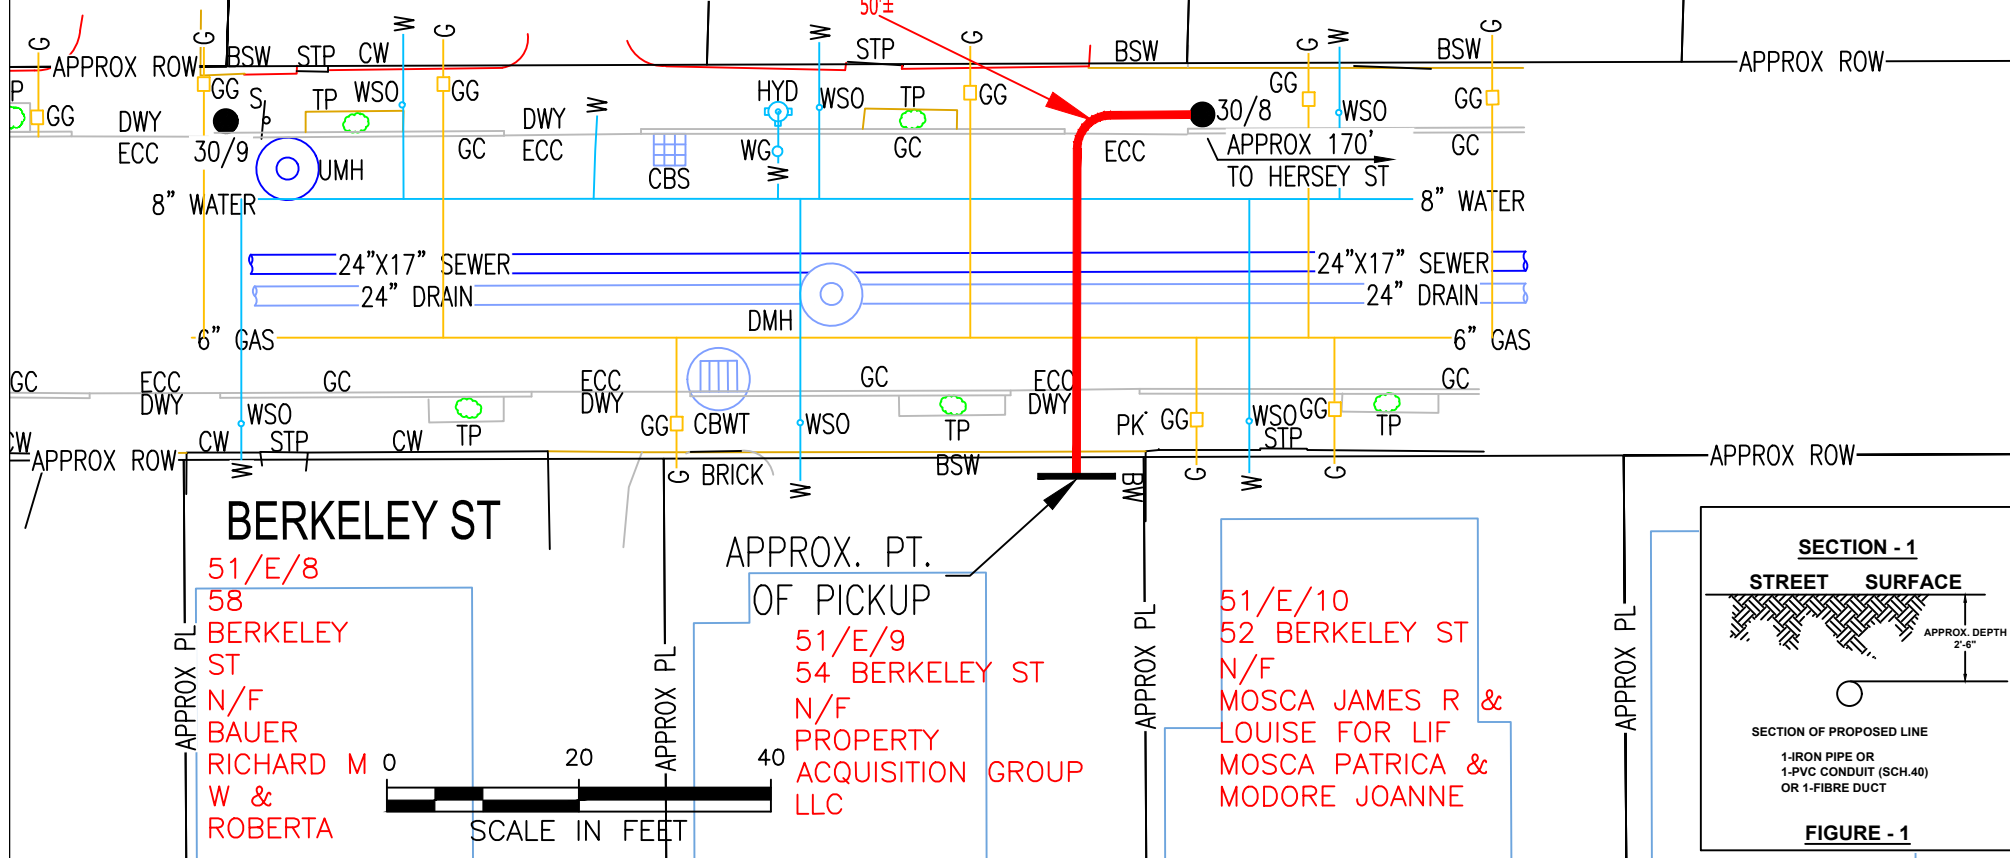 50'±
G W G W STP G G W G
APPROX ROW BSW STP CW BSW BSW APPROX ROW
P GG GG S TP WSO GG HYD WSO TP GG GG WSO GG
DWY DWY 30/8
ECC 30/9 GC ECC W WG GC ECC APPROX 170' GC
UMH CBS W TO HERSEY ST
8" WATER 8" WATER
24"X17" SEWER 24"X17" SEWER
24" DRAIN 24" DRAIN
DMH
6" GAS 6" GAS
GC ECC GC ECC GC ECC GC
DWY DWY DWY
WSO TP GG CBWT WSO TP PK GG WSO GG TP
CW CW STP CW STP
APPROX ROW W G BRICK W BSW BW G W G APPROX ROW
BERKELEY ST
APPROX. PT.
OF PICKUP
51/E/8
58
BERKELEY
ST
N/F
BAUER
RICHARD M
W &
ROBERTA
51/E/9
54 BERKELEY ST
N/F
PROPERTY
ACQUISITION GROUP
LLC
51/E/10
52 BERKELEY ST
N/F
MOSCA JAMES R &
LOUISE FOR LIF
MOSCA PATRICA &
MODORE JOANNE
APPROX PL
APPROX PL
APPROX PL
APPROX PL
0 20 40
SCALE IN FEET
SECTION - 1
STREET SURFACE
APPROX. DEPTH
2'-6"
SECTION OF PROPOSED LINE
1-IRON PIPE OR
1-PVC CONDUIT (SCH.40)
OR 1-FIBRE DUCT
FIGURE - 1